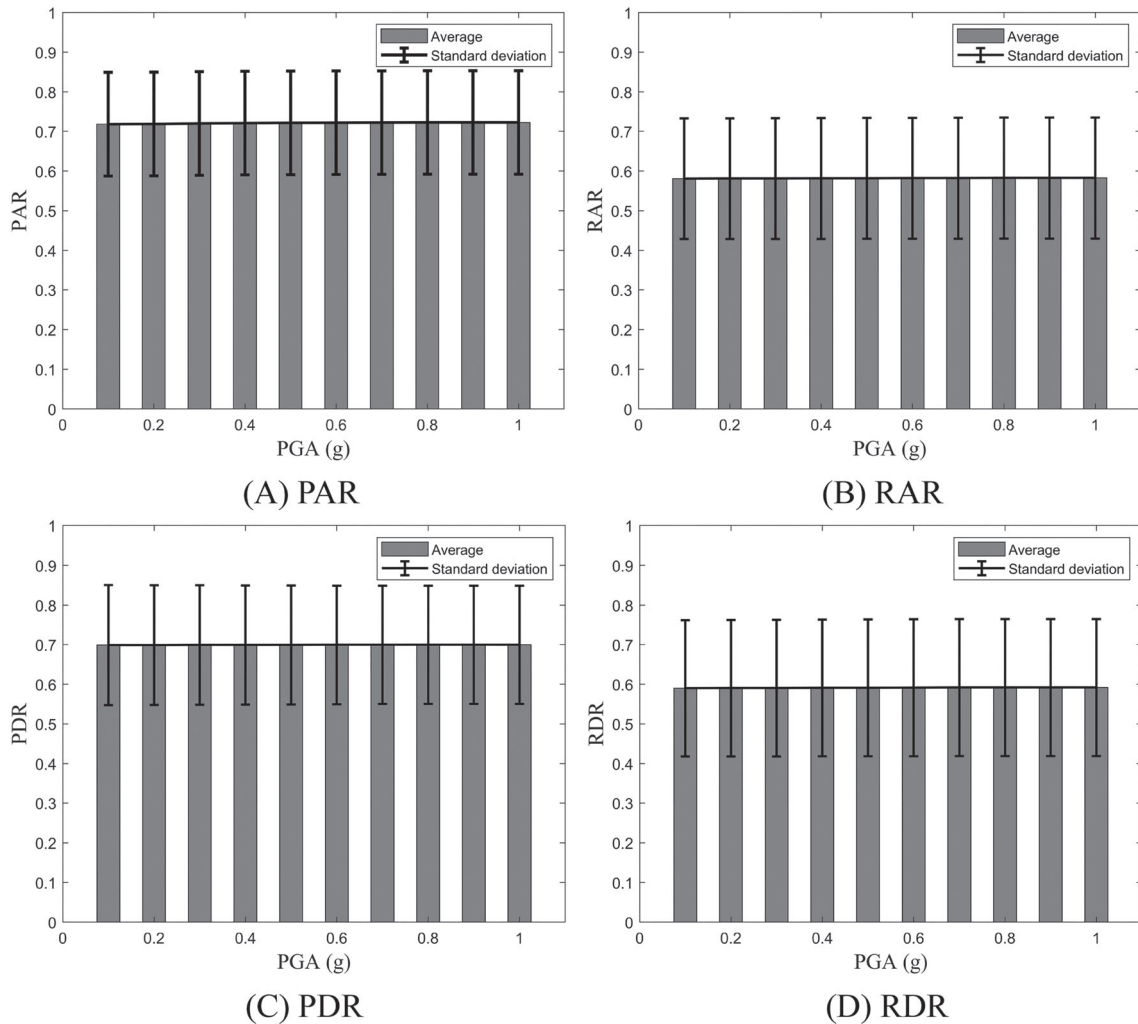 1
0.9
0.8
0.7
0.6
0.5
0.4
0.3
0.2
0.1
0
PAR
Average
Standard deviation
0 0.2 0.4 0.6 0.8 1
PGA (g)
(A) PAR
1
0.9
0.8
0.7
0.6
0.5
0.4
0.3
0.2
0.1
0
RAR
Average
Standard deviation
0 0.2 0.4 0.6 0.8 1
PGA (g)
(B) RAR
1
0.9
0.8
0.7
0.6
0.5
0.4
0.3
0.2
0.1
0
PDR
Average
Standard deviation
0 0.2 0.4 0.6 0.8 1
PGA (g)
(C) PDR
1
0.9
0.8
0.7
0.6
0.5
0.4
0.3
0.2
0.1
0
RDR
Average
Standard deviation
0 0.2 0.4 0.6 0.8 1
PGA (g)
(D) RDR